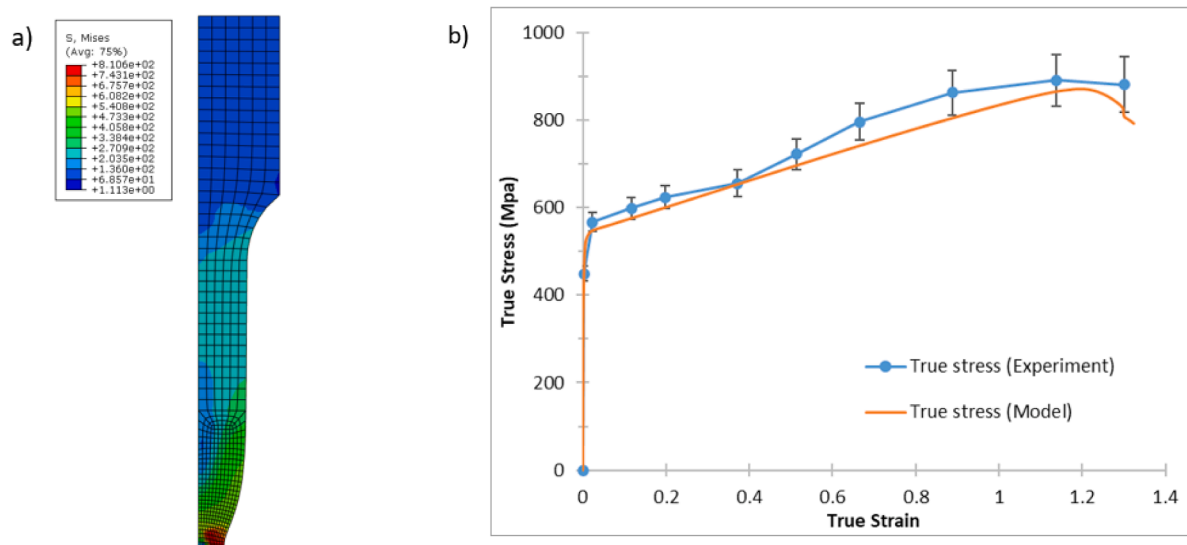 a)
S, Mises
(Avg: 75%)
+8.106e+02
+7.431e+02
+6.757e+02
+6.082e+02
+5.408e+02
+4.733e+02
+4.058e+02
+3.384e+02
+2.709e+02
+2.035e+02
+1.360e+02
+6.857e+01
+1.113e+00
b)
True Stress (Mpa)
1000
800
600
400
200
0
True stress (Experiment)
True stress (Model)
0
0.2
0.4
0.6
0.8
1
1.2
1.4
True Strain